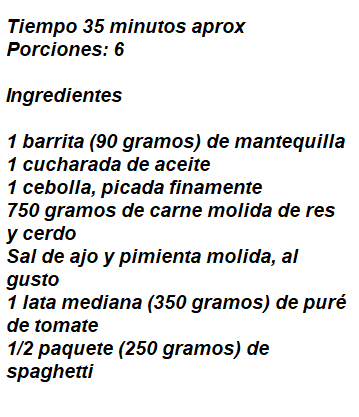 Tiempo 35 minutos aprox
Porciones: 6
Ingredientes
1 barrita (90 gramos) de mantequilla
1 cucharada de aceite
1 cebolla, picada finamente
750 gramos de carne molida de res
y cerdo
Sal de ajo y pimienta molida, al
gusto
1 lata mediana (350 gramos) de puré
de tomate
1/2 paquete (250 gramos) de
spaghetti